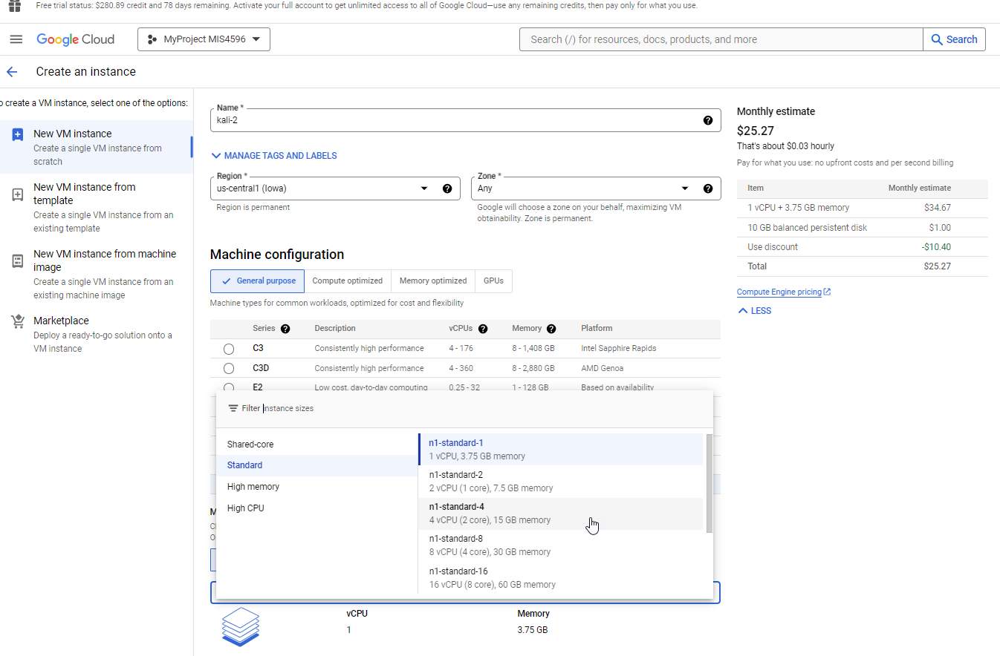 Free trial status: $280.89 credit and 78 days remaining. Activate your full account to get unlimited access to all of Google Cloud—use any remaining credits, then pay only for what you use.
Google Cloud
MyProject MIS4596
Search (/) for resources, docs, products, and more
Search
Create an instance
o create a VM instance, select one of the options:
New VM instance
Create a single VM instance from
scratch
New VM instance from
template
Create a single VM instance from an
existing template
New VM instance from machine
image
Create a single VM instance from an
existing machine image
Marketplace
Deploy a ready-to-go solution onto a
VM instance
Name *
kali-2
MANAGE TAGS AND LABELS
Region *
us-central1 (Iowa)
Region is permanent
Zone *
Any
Google will choose a zone on your behalf, maximizing VM
obtainability. Zone is permanent.
Machine configuration
General purpose
Compute optimized
Memory optimized
GPUs
Machine types for common workloads, optimized for cost and flexibility
Series Description vCPUs Memory Platform
C3 Consistently high performance 4 - 176 8 - 1,408 GB Intel Sapphire Rapids
C3D Consistently high performance 4 - 360 8 - 2,880 GB AMD Genoa
E2 Low cost, day-to-day computing 0.25 - 32 1 - 128 GB Based on availability
Filter instance sizes
Shared-core
Standard
High memory
High CPU
n1-standard-1
1 vCPU, 3.75 GB memory
n1-standard-2
2 vCPU (1 core), 7.5 GB memory
n1-standard-4
4 vCPU (2 core), 15 GB memory
n1-standard-8
8 vCPU (4 core), 30 GB memory
n1-standard-16
16 vCPU (8 core), 60 GB memory
vCPU
1
Memory
3.75 GB
Monthly estimate
$25.27
That's about $0.03 hourly
Pay for what you use: no upfront costs and per second billing
Item Monthly estimate
1 vCPU + 3.75 GB memory $34.67
10 GB balanced persistent disk $1.00
Use discount -$10.40
Total $25.27
Compute Engine pricing
LESS